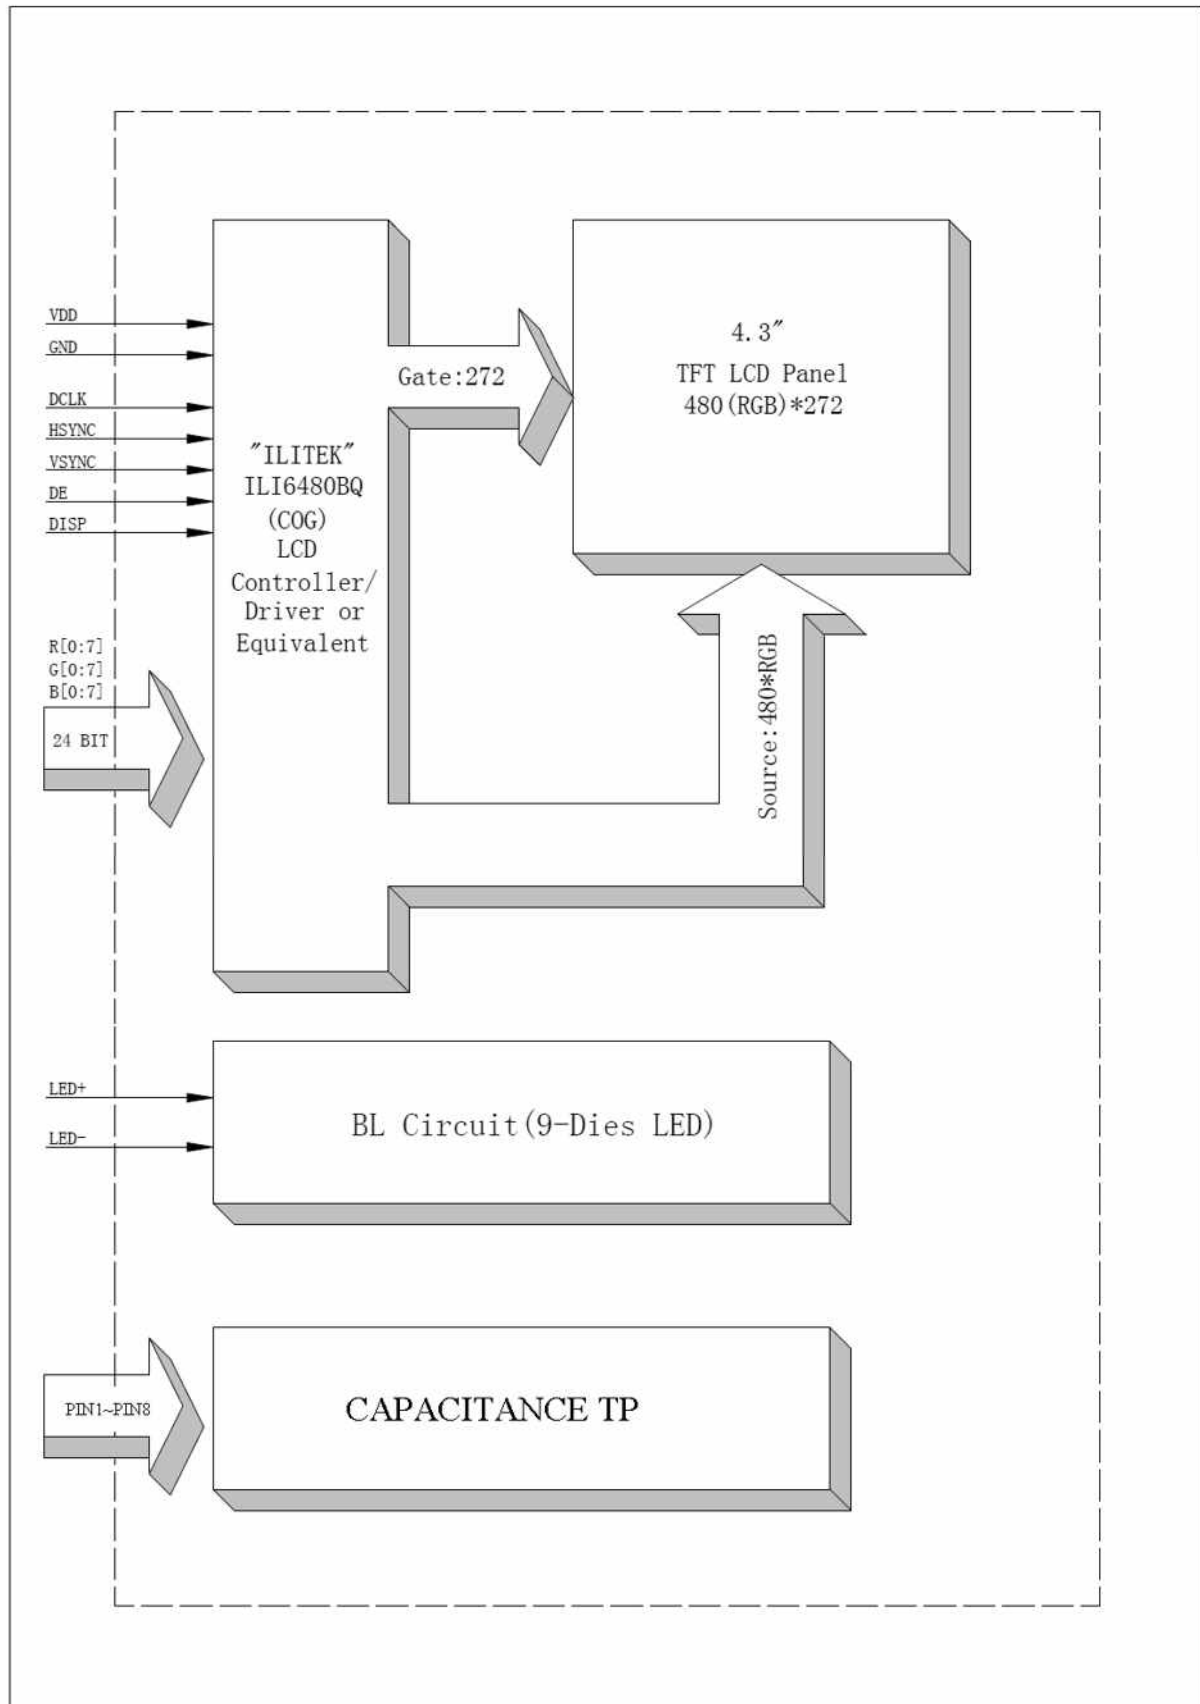 VDD
GND
DCLK
HSYNC
VSYNC
DE
DISP
R[0:7]
G[0:7]
B[0:7]
24 BIT
"ILITEK"
ILI6480BQ
(COG)
LCD
Controller/
Driver or
Equivalent
Gate:272
4.3"
TFT LCD Panel
480(RGB)*272
Source:480*RGB
LED+
LED-
BL Circuit(9-Dies LED)
PIN1~PIN8
CAPACITANCE TP